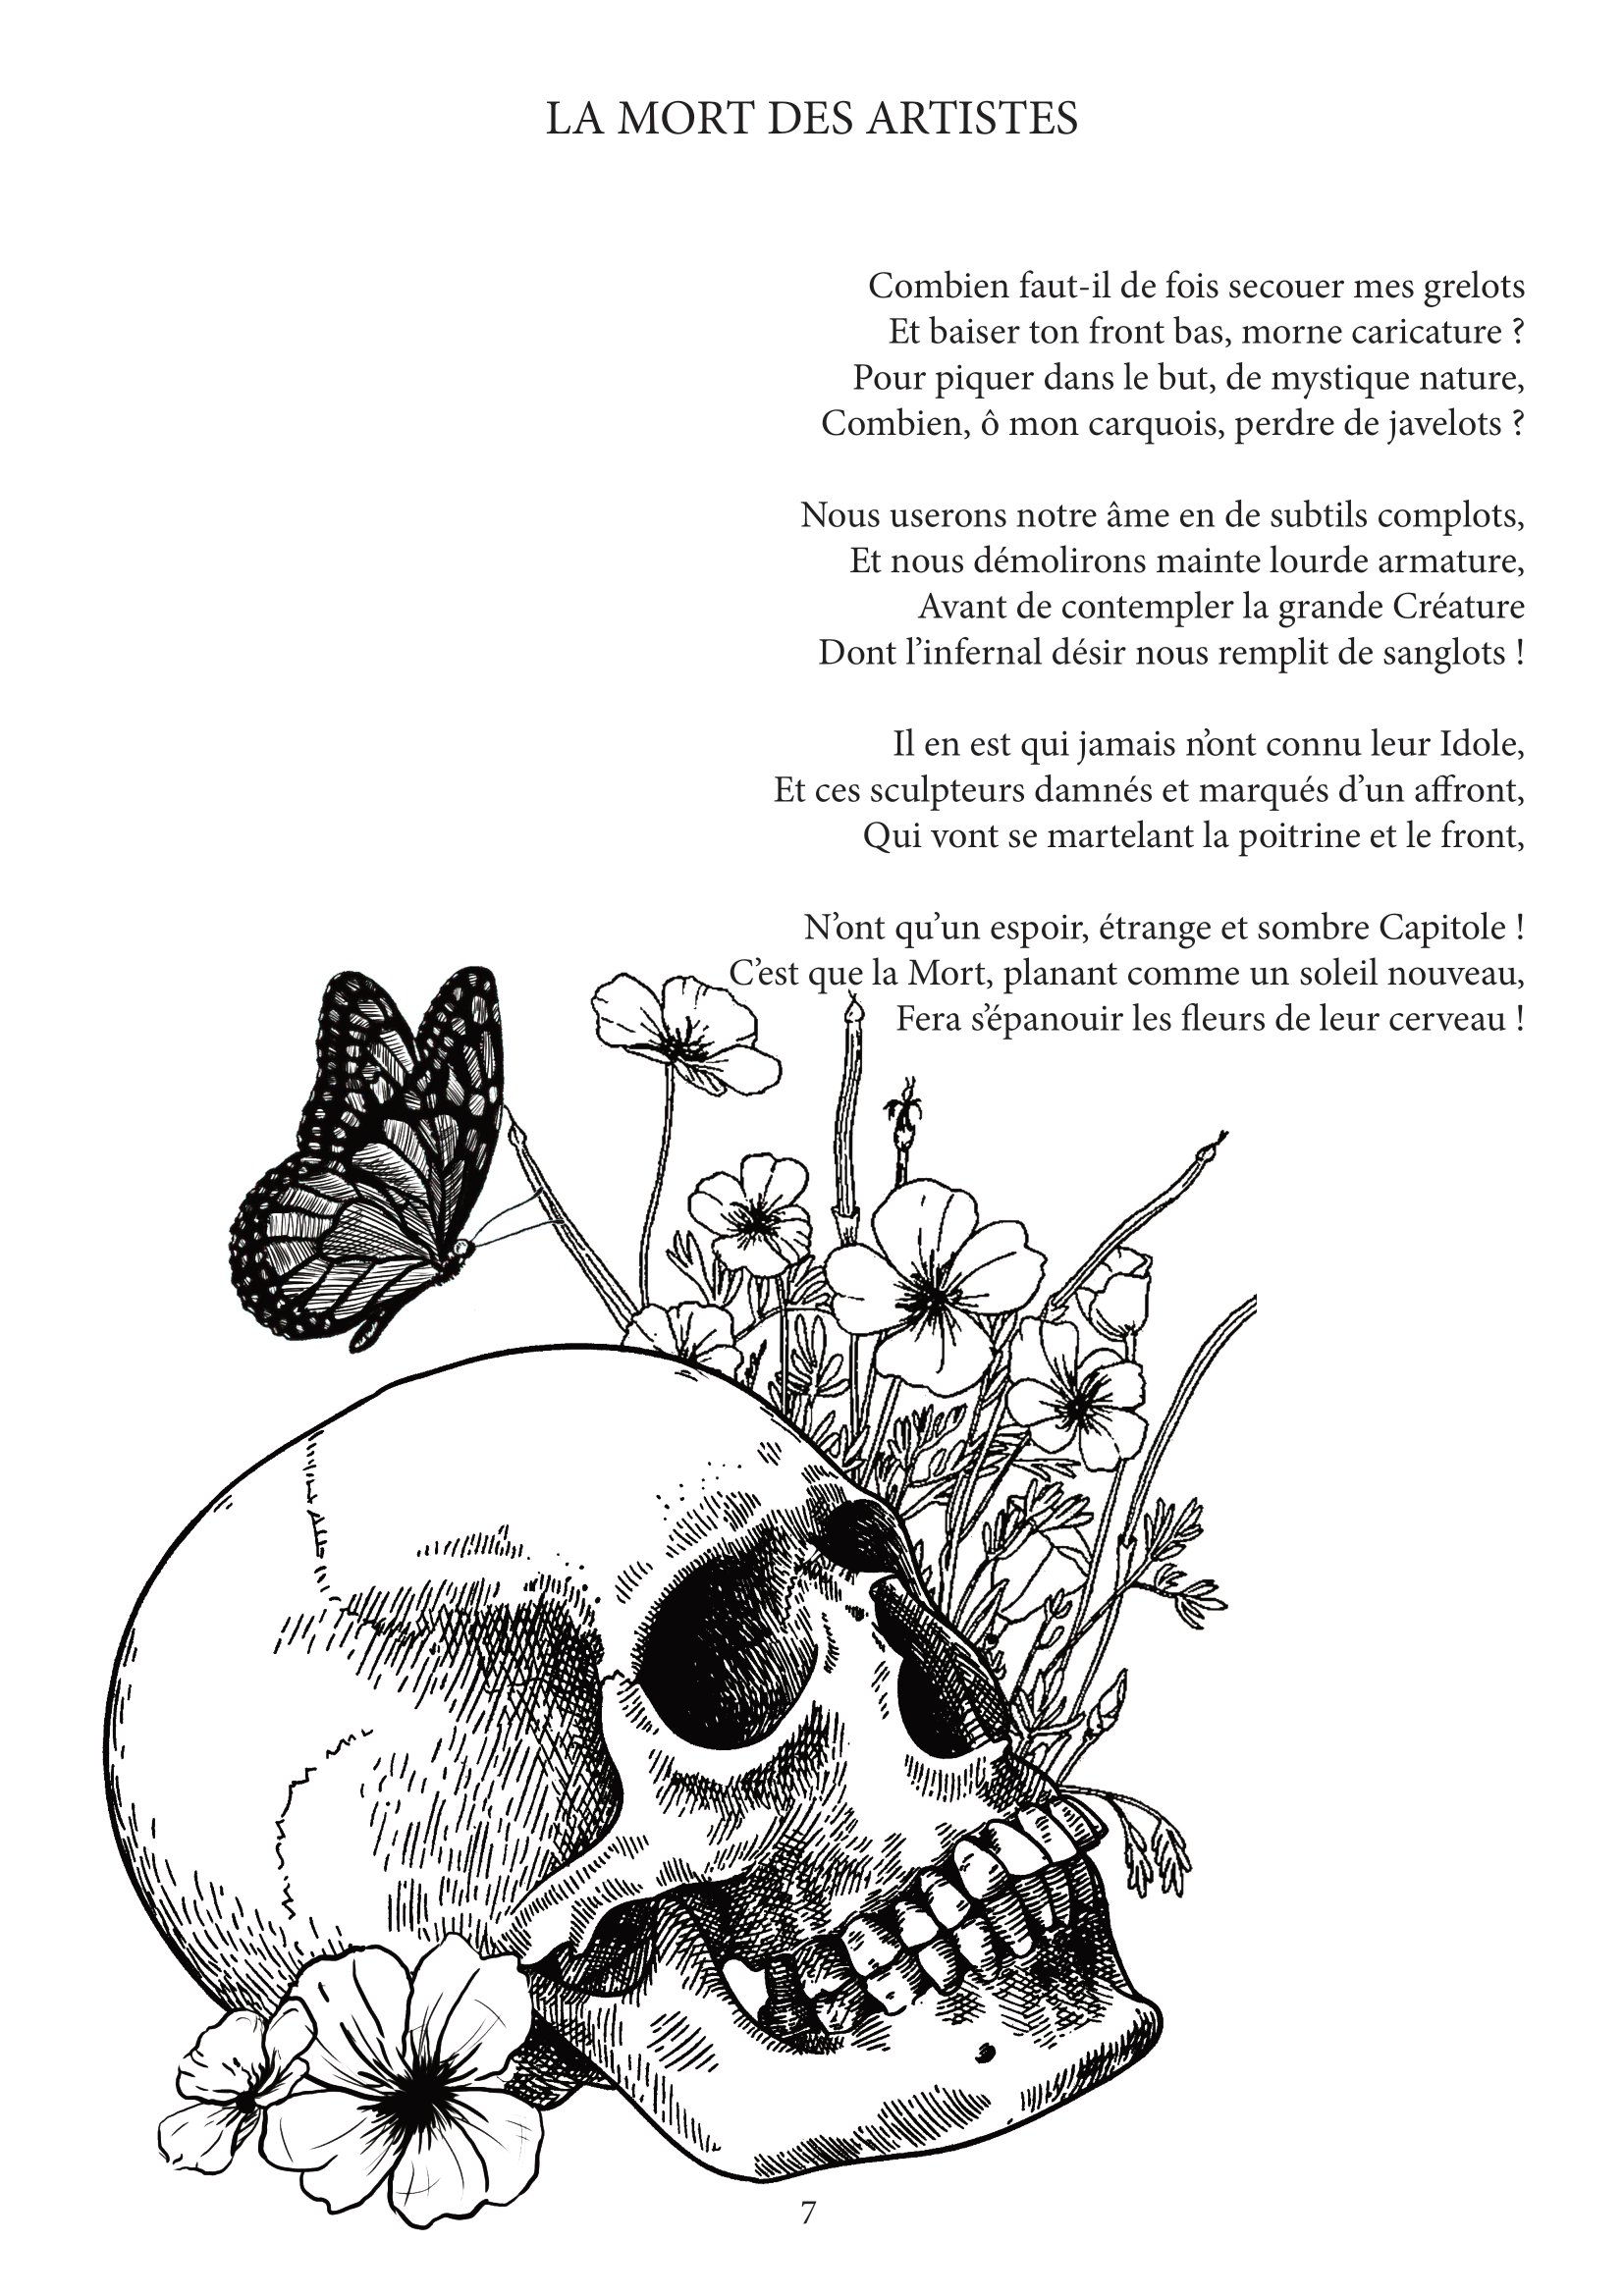 LA MORT DES ARTISTES
Combien faut-il de fois secouer mes grelots
Et baiser ton front bas, morne caricature ?
Pour piquer dans le but, de mystique nature,
Combien, ô mon carquois, perdre de javelots ?
Nous userons notre âme en de subtils complots,
Et nous démolirons mainte lourde armature,
Avant de contempler la grande Créature
Dont l’infernal désir nous remplit de sanglots !
Il en est qui jamais n’ont connu leur Idole,
Et ces sculpteurs damnés et marqués d’un affront,
Qui vont se martelant la poitrine et le front,
N’ont qu’un espoir, étrange et sombre Capitole !
C’est que la Mort, planant comme un soleil nouveau,
Fera s’épanouir les fleurs de leur cerveau !
7